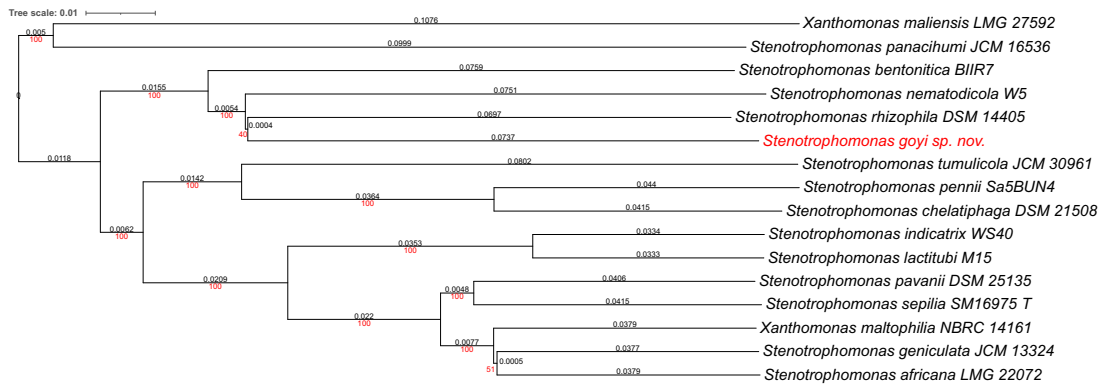 Tree scale: 0.01
0.1076
Xanthomonas maliensis LMG 27592
0.005
100
0.0999
Stenotrophomonas panacihumi JCM 16536
0.0759
Stenotrophomonas bentonitica BIIR7
0.0155
100
0.0751
Stenotrophomonas nematodicola W5
0
0.0054
100
0.0697
Stenotrophomonas rhizophila DSM 14405
0.0004
40
0.0737
Stenotrophomonas goyi sp. nov.
0.0118
0.0802
Stenotrophomonas tumulicola JCM 30961
0.0142
100
0.044
Stenotrophomonas pennii Sa5BUN4
0.0364
100
0.0415
Stenotrophomonas chelatiphaga DSM 21508
0.0062
100
0.0334
Stenotrophomonas indicatrix WS40
0.0353
100
0.0333
Stenotrophomonas lactitubi M15
0.0209
100
0.0406
Stenotrophomonas pavanii DSM 25135
0.0048
100
0.0415
Stenotrophomonas sepilia SM16975 T
0.022
100
0.0379
Xanthomonas maltophilia NBRC 14161
0.0077
100
0.0377
Stenotrophomonas geniculata JCM 13324
0.0005
51
0.0379
Stenotrophomonas africana LMG 22072